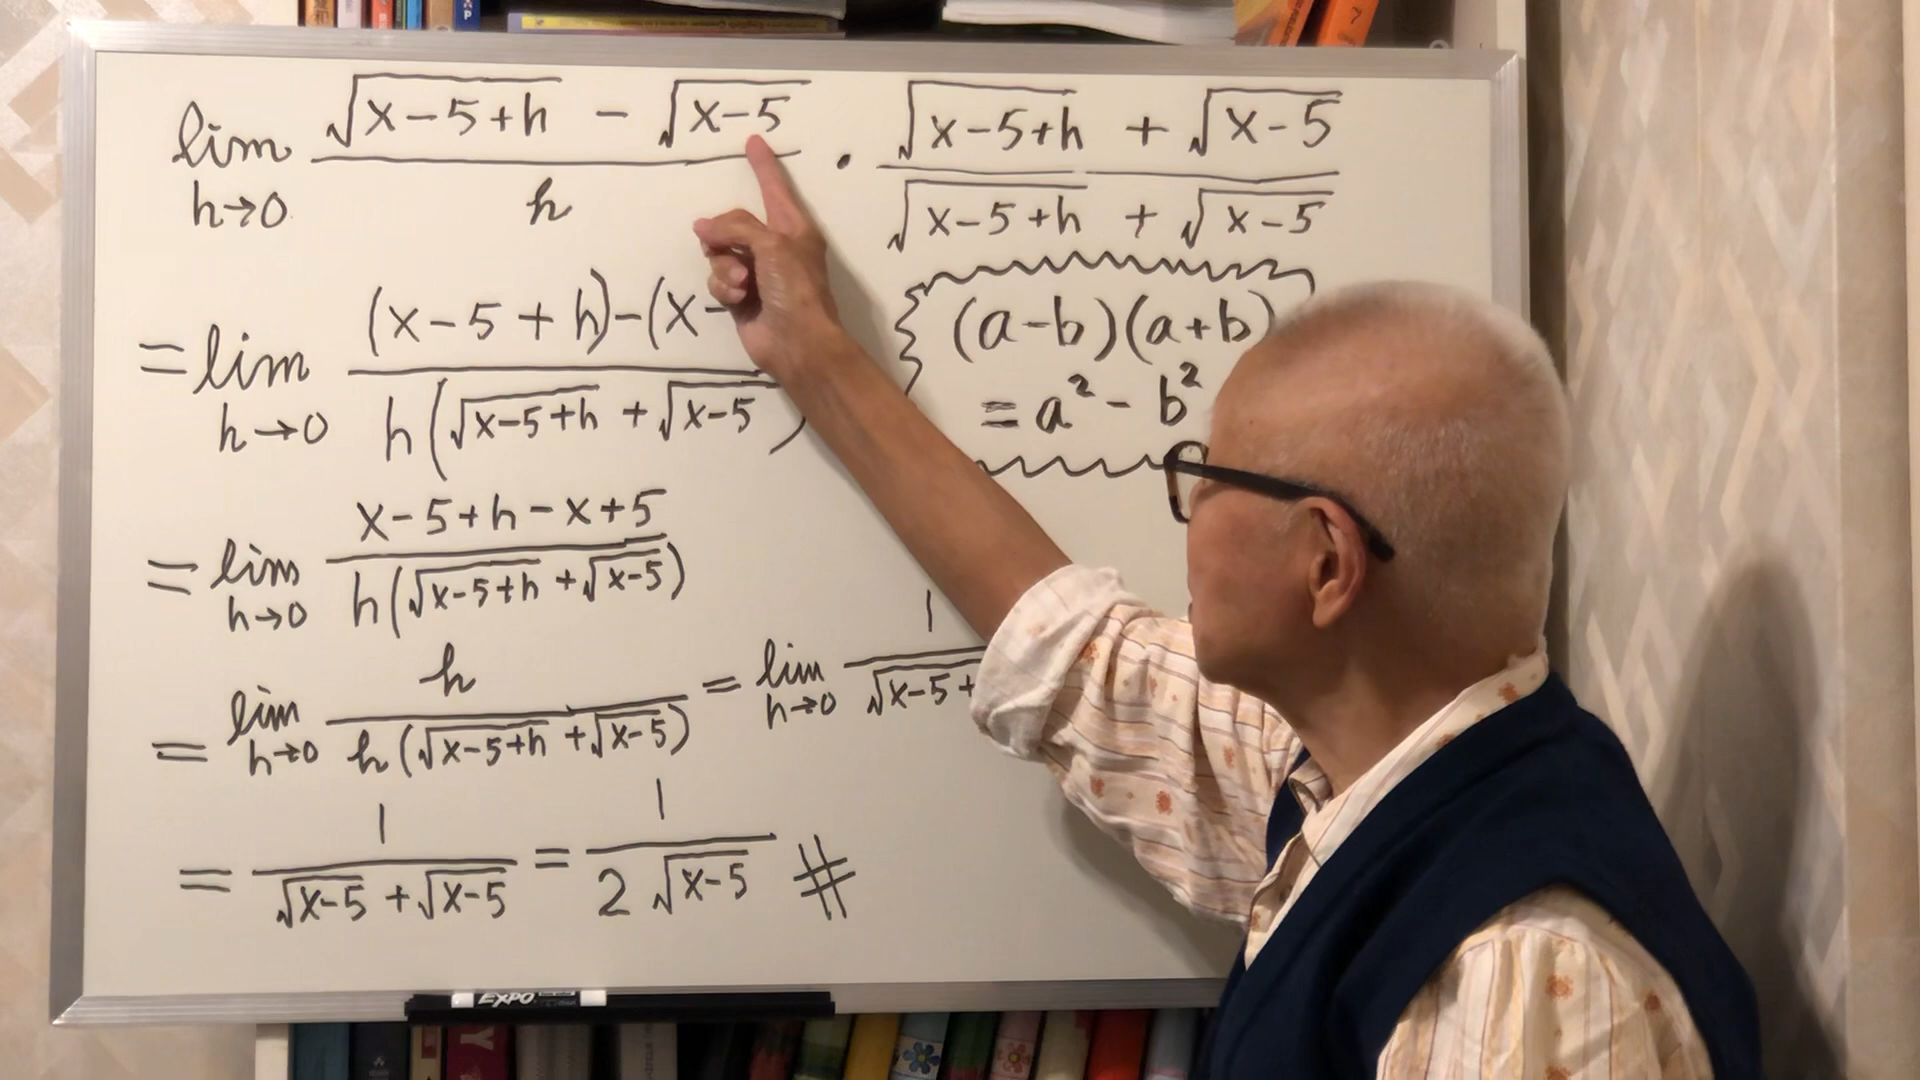 lim h→0 (√(x-5+h) - √(x-5))/h · (√(x-5+h) + √(x-5))/(√(x-5+h) + √(x-5))
(a-b)(a+b)
= a² - b²
= lim h→0 ((x-5+h)-(x-)/(h(√(x-5+h) + √(x-5)))
= lim h→0 (x-5+h-x+5)/(h(√(x-5+h) + √(x-5)))
= lim h→0 h/(h(√(x-5+h) + √(x-5))) = lim h→0 1/(√(x-5+
= 1/(√(x-5) + √(x-5)) = 1/(2√(x-5)) #
EXPO